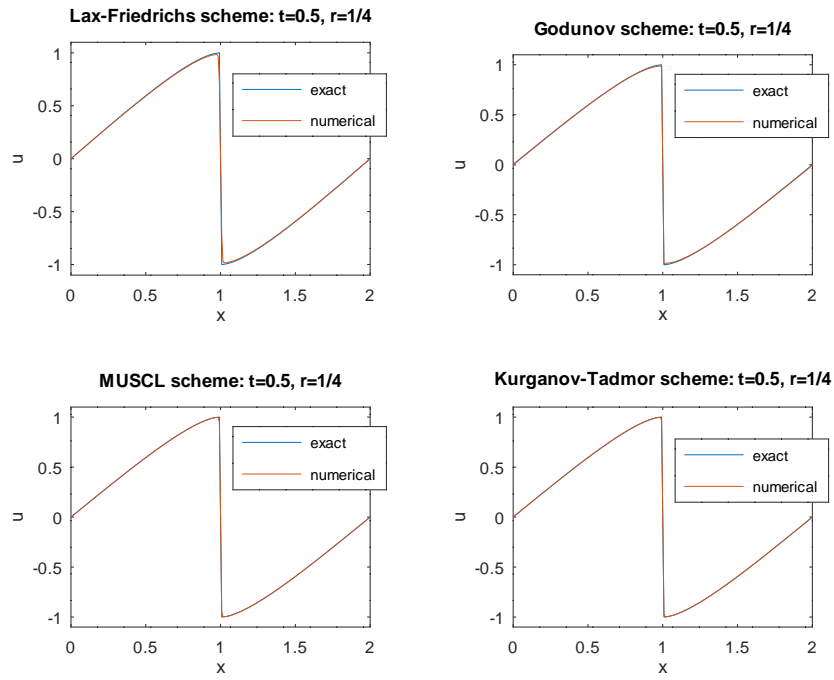 Lax-Friedrichs scheme: t=0.5, r=1/4
1
0.5
0
-0.5
-1
u
exact
numerical
0 0.5 1 1.5 2
x
Godunov scheme: t=0.5, r=1/4
1
0.5
0
-0.5
-1
u
exact
numerical
0 0.5 1 1.5 2
x
MUSCL scheme: t=0.5, r=1/4
1
0.5
0
-0.5
-1
u
exact
numerical
0 0.5 1 1.5 2
x
Kurganov-Tadmor scheme: t=0.5, r=1/4
1
0.5
0
-0.5
-1
u
exact
numerical
0 0.5 1 1.5 2
x